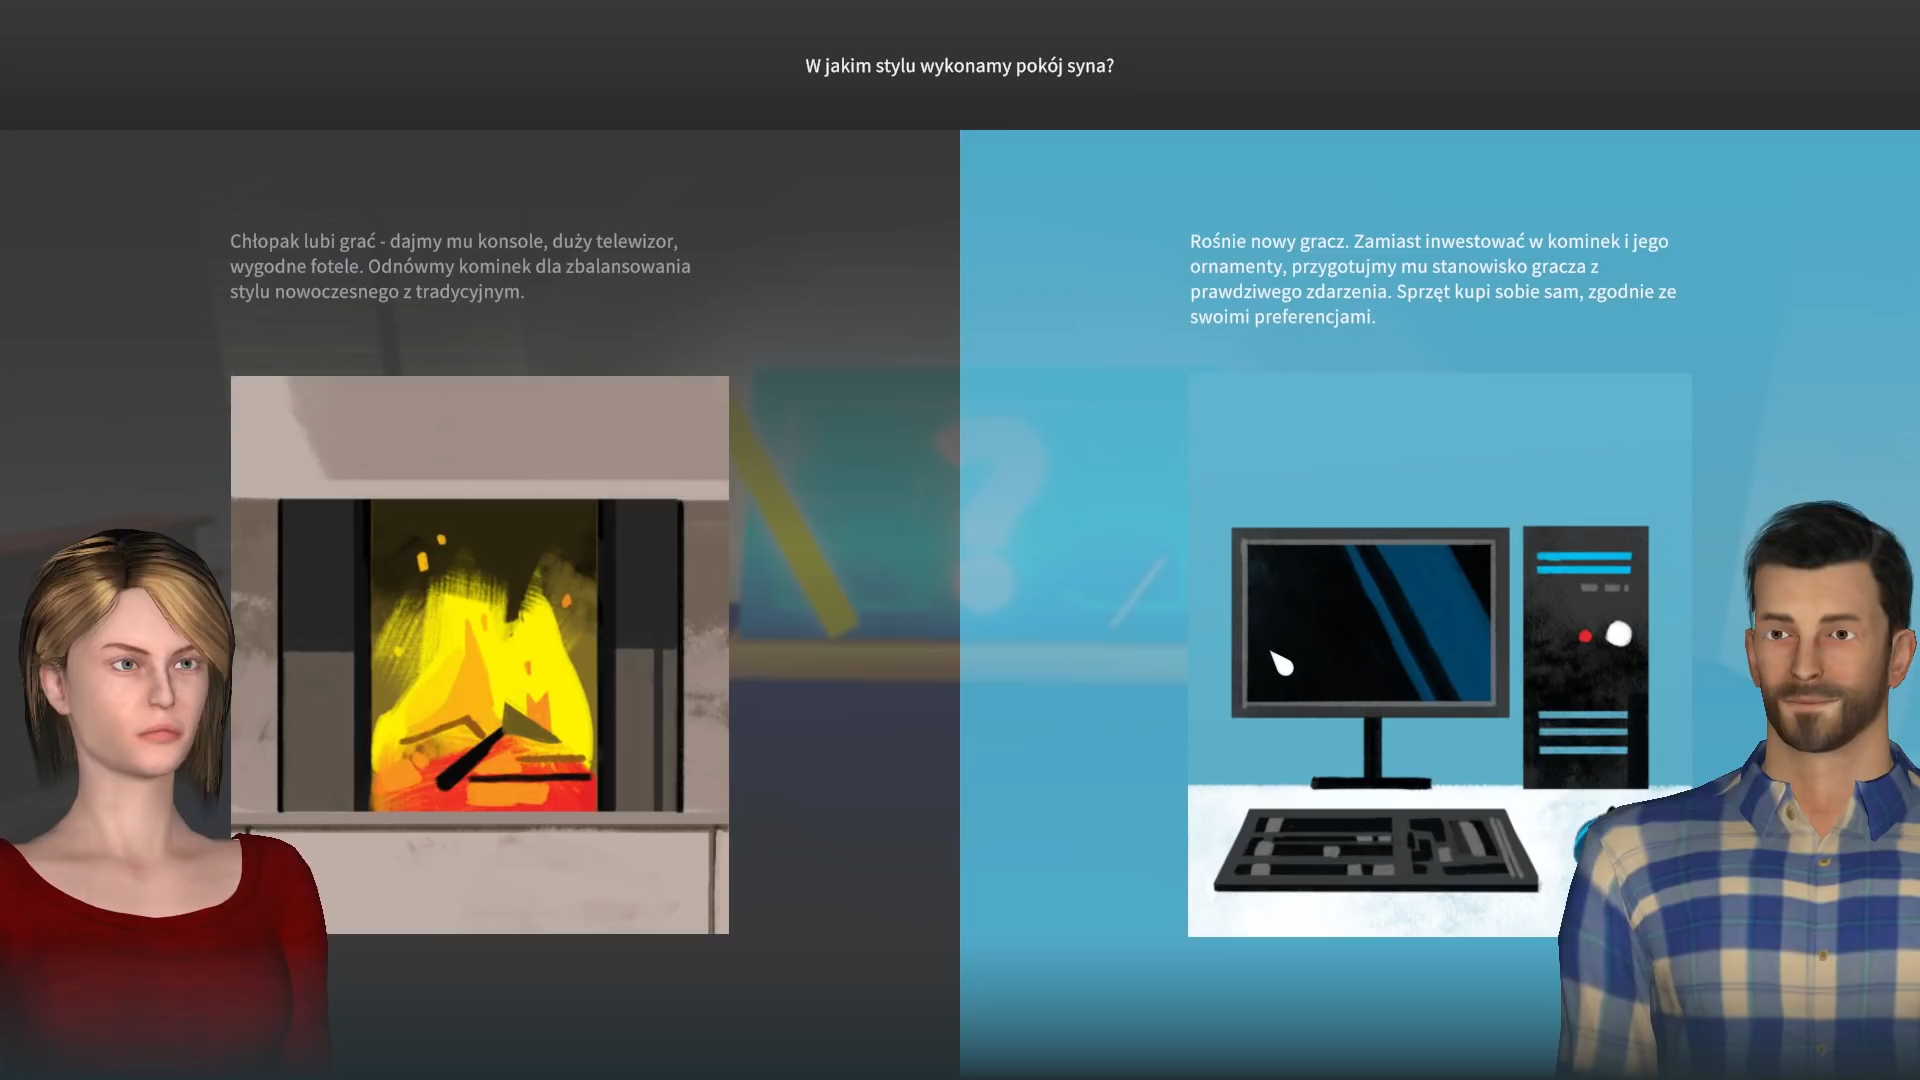 W jakim stylu wykonamy pokój syna?
Chłopak lubi grać - dajmy mu konsole, duży telewizor,
wygodne fotele. Odnówmy kominek dla zbalansowania
stylu nowoczesnego z tradycyjnym.
Rośnie nowy gracz. Zamiast inwestować w kominek i jego
ornamenty, przygotujmy mu stanowisko gracza z
prawdziwego zdarzenia. Sprzęt kupi sobie sam, zgodnie ze
swoimi preferencjami.